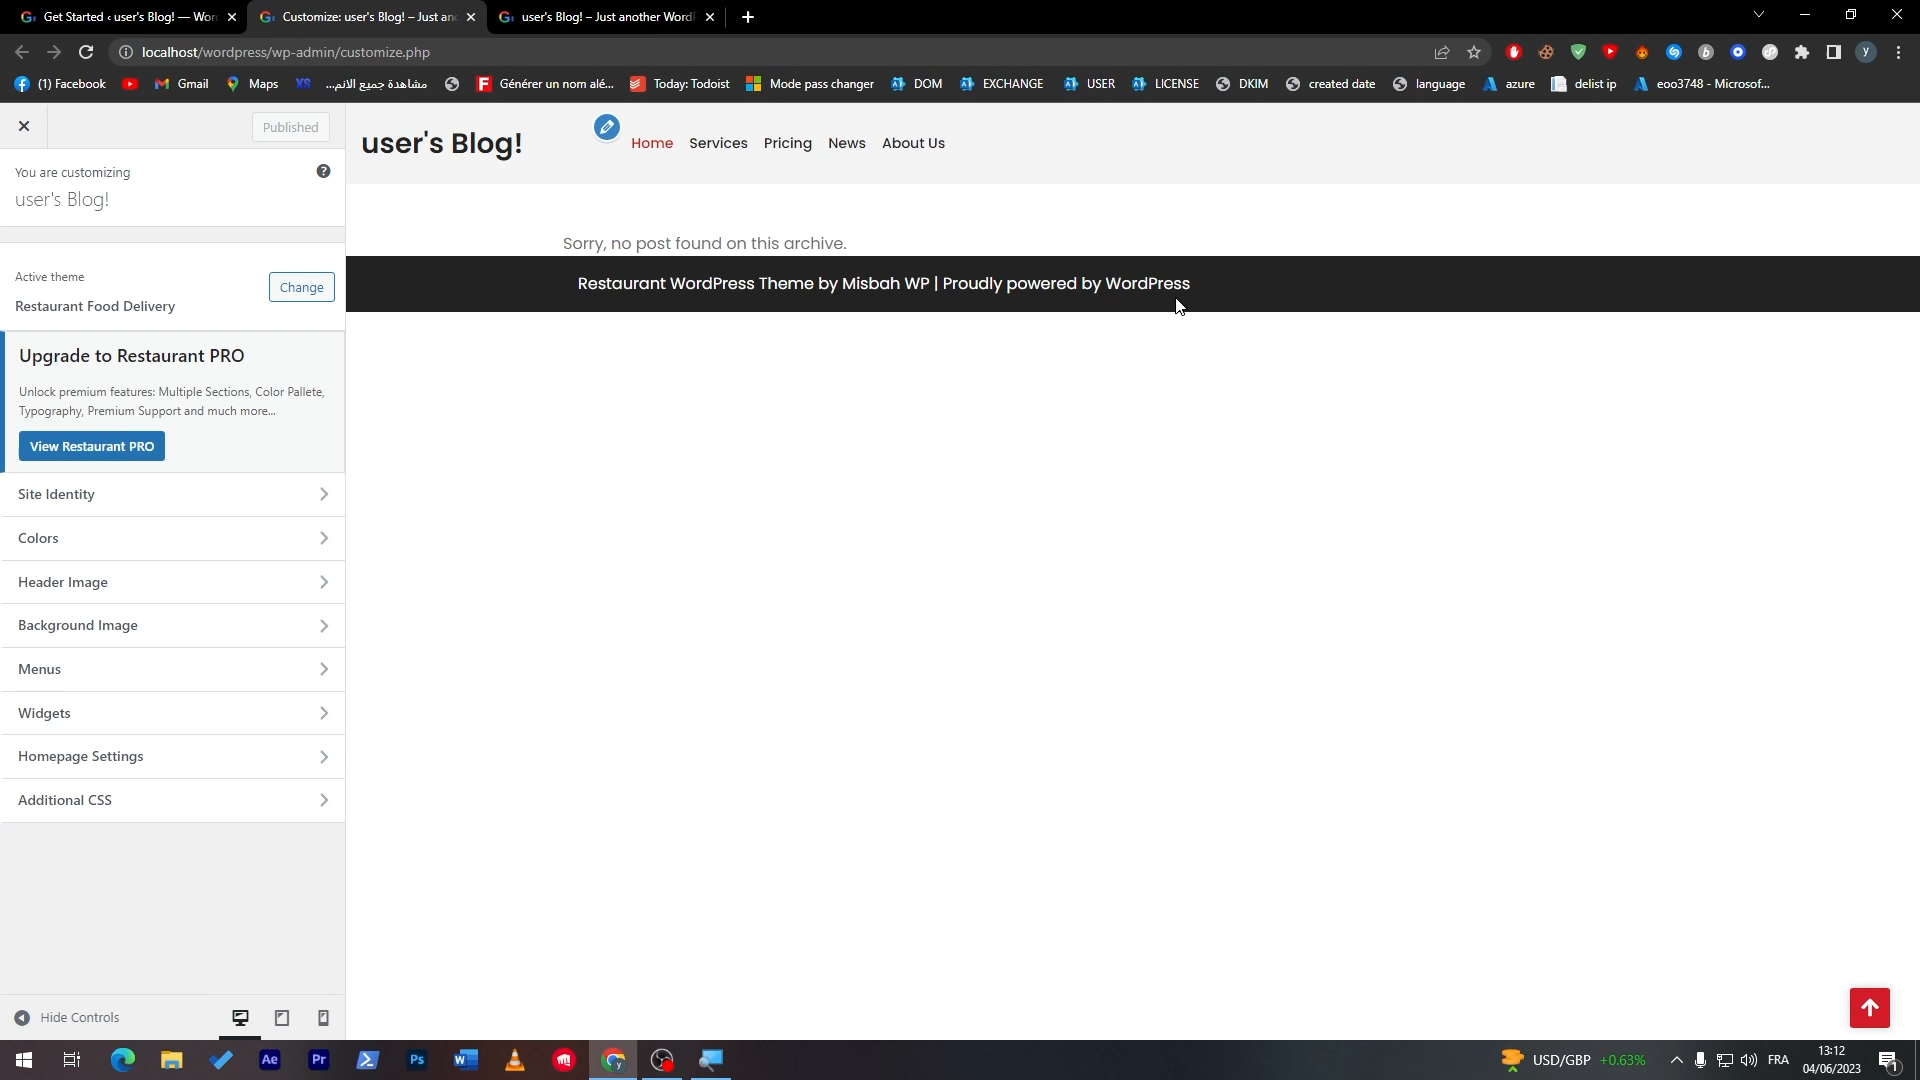 Get Started ‹ user's Blog! — Wor
Customize: user's Blog! – Just an
user's Blog! – Just another Word
localhost/wordpress/wp-admin/customize.php
(1) Facebook
Gmail
Maps
XS
مشاهدة جميع الانم...
Générer un nom alé...
Today: Todoist
Mode pass changer
DOM
EXCHANGE
USER
LICENSE
DKIM
created date
language
azure
delist ip
eoo3748 - Microsof...
Published
You are customizing
user's Blog!
Active theme
Restaurant Food Delivery
Change
Upgrade to Restaurant PRO
Unlock premium features: Multiple Sections, Color Pallete,
Typography, Premium Support and much more...
View Restaurant PRO
Site Identity
Colors
Header Image
Background Image
Menus
Widgets
Homepage Settings
Additional CSS
Hide Controls
user's Blog!
Home Services Pricing News About Us
Sorry, no post found on this archive.
Restaurant WordPress Theme by Misbah WP | Proudly powered by WordPress
Ae
Pr
Ps
USD/GBP +0.63%
FRA
13:12
04/06/2023
1